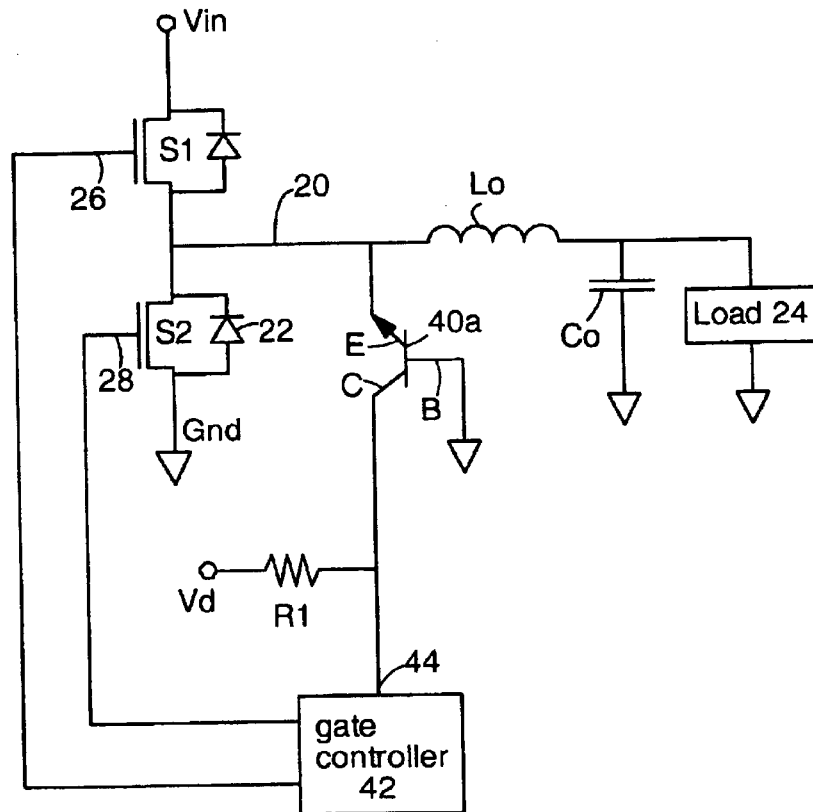 Vin
S1
26
20
Lo
S2
22
28
Gnd
E
40a
C
B
Co
Load 24
Vd
R1
44
gate
controller
42